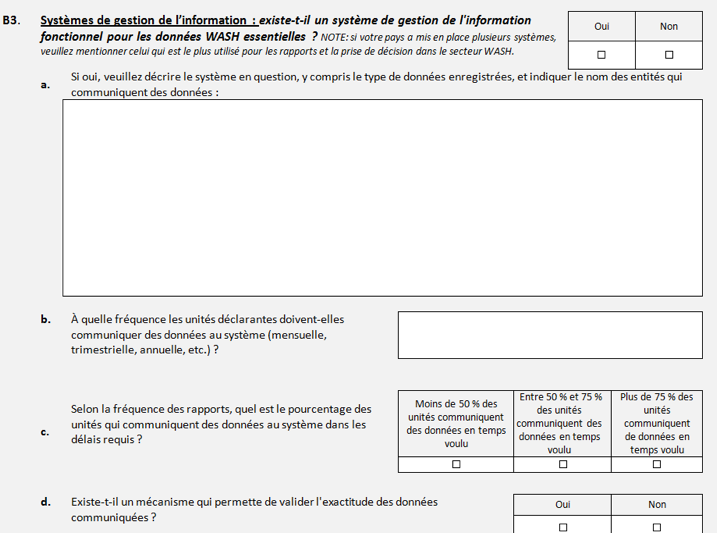 B3. Systèmes de gestion de l'information : existe-t-il un système de gestion de l'information
fonctionnel pour les données WASH essentielles ? NOTE: si votre pays a mis en place plusieurs systèmes,
veuillez mentionner celui qui est le plus utilisé pour les rapports et la prise de décision dans le secteur WASH.
Oui Non
☐ ☐
a. Si oui, veuillez décrire le système en question, y compris le type de données enregistrées, et indiquer le nom des entités qui
communiquent des données :
b. À quelle fréquence les unités déclarantes doivent-elles
communiquer des données au système (mensuelle,
trimestrielle, annuelle, etc.) ?
c. Selon la fréquence des rapports, quel est le pourcentage des
unités qui communiquent des données au système dans les
délais requis ?
Moins de 50 % des
unités communiquent
des données en temps
voulu
Entre 50 % et 75 %
des unités
communiquent des
données en temps
voulu
Plus de 75 % des
unités
communiquent
de données en
temps voulu
☐ ☐ ☐
d. Existe-t-il un mécanisme qui permette de valider l'exactitude des données
communiquées ?
Oui Non
☐ ☐